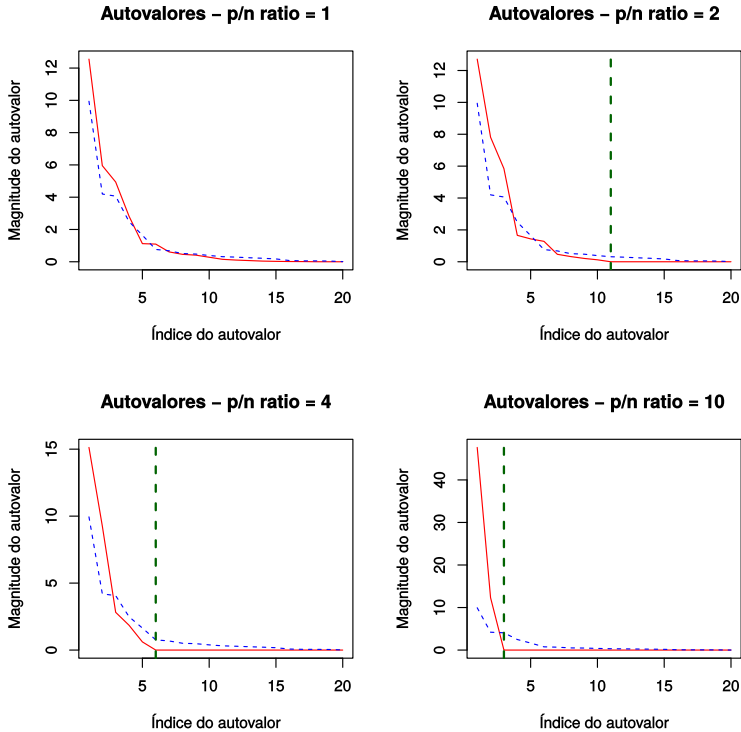 Autovalores − p/n ratio = 1
Magnitude do autovalor
0 2 4 6 8 10 12
5 10 15 20
Índice do autovalor
Autovalores − p/n ratio = 2
Magnitude do autovalor
0 2 4 6 8 10 12
5 10 15 20
Índice do autovalor
Autovalores − p/n ratio = 4
Magnitude do autovalor
0 5 10 15
5 10 15 20
Índice do autovalor
Autovalores − p/n ratio = 10
Magnitude do autovalor
0 10 20 30 40
5 10 15 20
Índice do autovalor